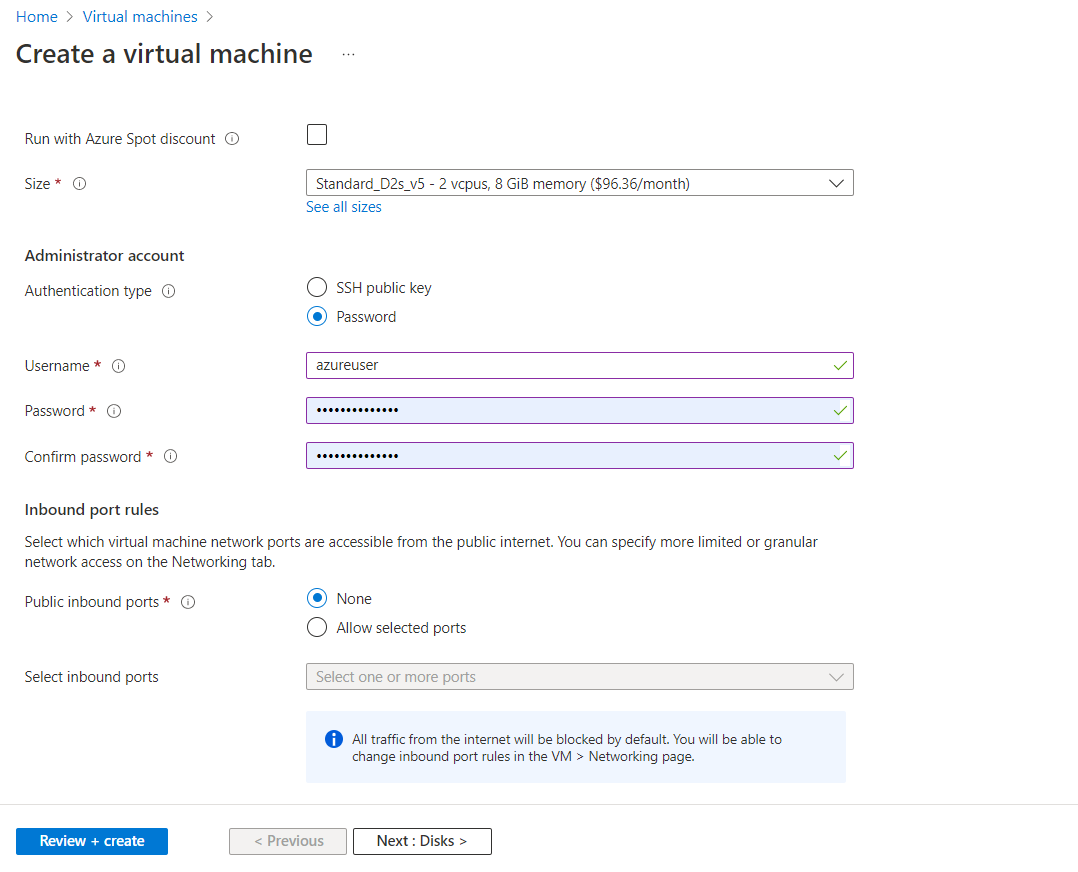 Home > Virtual machines >
Create a virtual machine ...
Run with Azure Spot discount
Size *
Standard_D2s_v5 - 2 vcpus, 8 GiB memory ($96.36/month)
See all sizes
Administrator account
Authentication type
SSH public key
Password
Username *
azureuser
Password *
••••••••••••••
Confirm password *
••••••••••••••
Inbound port rules
Select which virtual machine network ports are accessible from the public internet. You can specify more limited or granular
network access on the Networking tab.
Public inbound ports *
None
Allow selected ports
Select inbound ports
Select one or more ports
All traffic from the internet will be blocked by default. You will be able to
change inbound port rules in the VM > Networking page.
Review + create
< Previous
Next : Disks >